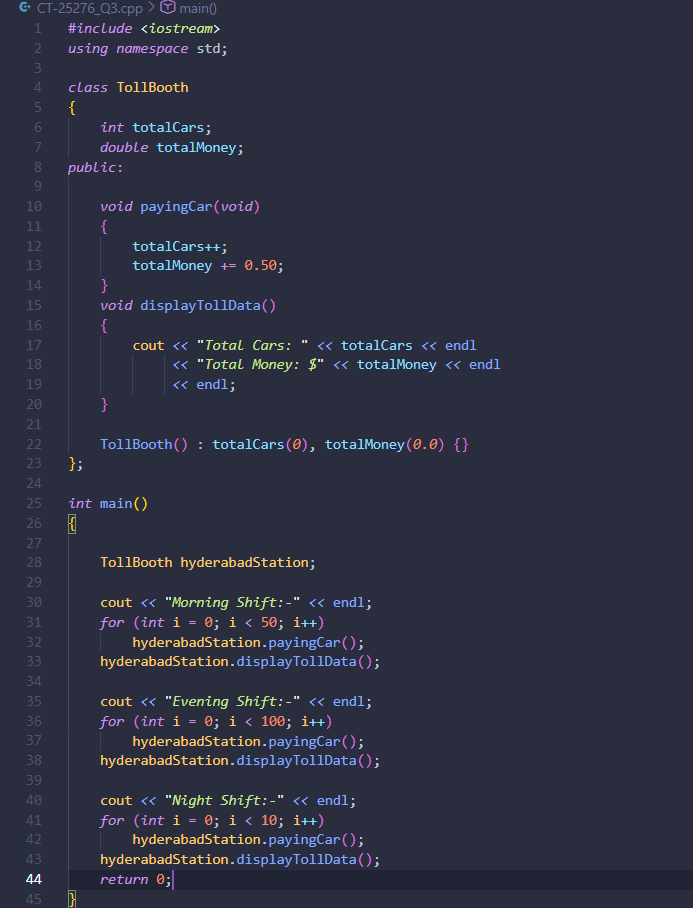 CT-25276_Q3.cpp > main()
1 #include <iostream>
2 using namespace std;
3
4 class TollBooth
5 {
6     int totalCars;
7     double totalMoney;
8 public:
9
10     void payingCar(void)
11     {
12         totalCars++;
13         totalMoney += 0.50;
14     }
15     void displayTollData()
16     {
17         cout << "Total Cars: " << totalCars << endl
18              << "Total Money: $" << totalMoney << endl
19              << endl;
20     }
21
22     TollBooth() : totalCars(0), totalMoney(0.0) {}
23 };
24
25 int main()
26 {
27
28     TollBooth hyderabadStation;
29
30     cout << "Morning Shift:-" << endl;
31     for (int i = 0; i < 50; i++)
32         hyderabadStation.payingCar();
33     hyderabadStation.displayTollData();
34
35     cout << "Evening Shift:-" << endl;
36     for (int i = 0; i < 100; i++)
37         hyderabadStation.payingCar();
38     hyderabadStation.displayTollData();
39
40     cout << "Night Shift:-" << endl;
41     for (int i = 0; i < 10; i++)
42         hyderabadStation.payingCar();
43     hyderabadStation.displayTollData();
44     return 0;
45 }